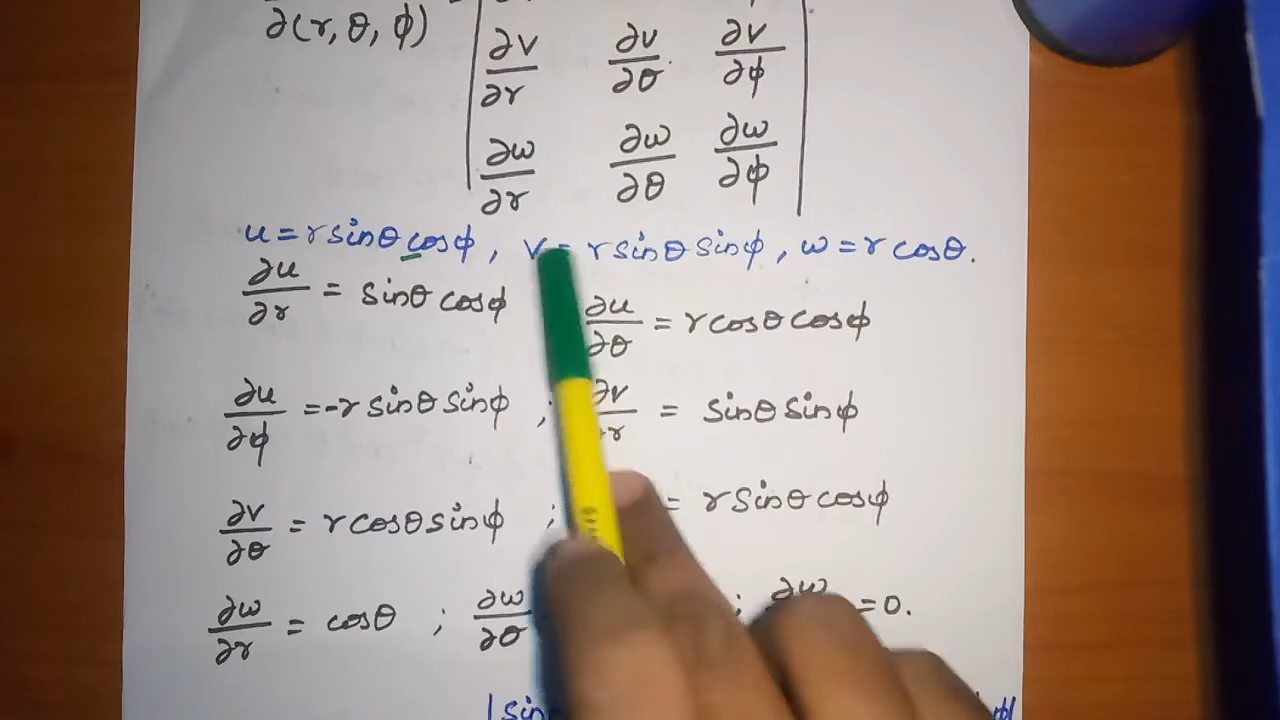 ∂(r, θ, ϕ)
∂v/∂r ∂v/∂θ ∂v/∂ϕ
∂w/∂r ∂w/∂θ ∂w/∂ϕ
u = r sinθ cosϕ, v = r sinθ sinϕ, w = r cosθ.
∂u/∂r = sinθ cosϕ ∂u/∂θ = r cosθ cosϕ
∂u/∂ϕ = -r sinθ sinϕ ; ∂v/∂r = sinθ sinϕ
∂v/∂θ = r cosθ sinϕ ; = r sinθ cosϕ
∂w/∂r = cosθ ; ∂w/∂θ ; ∂w = 0.